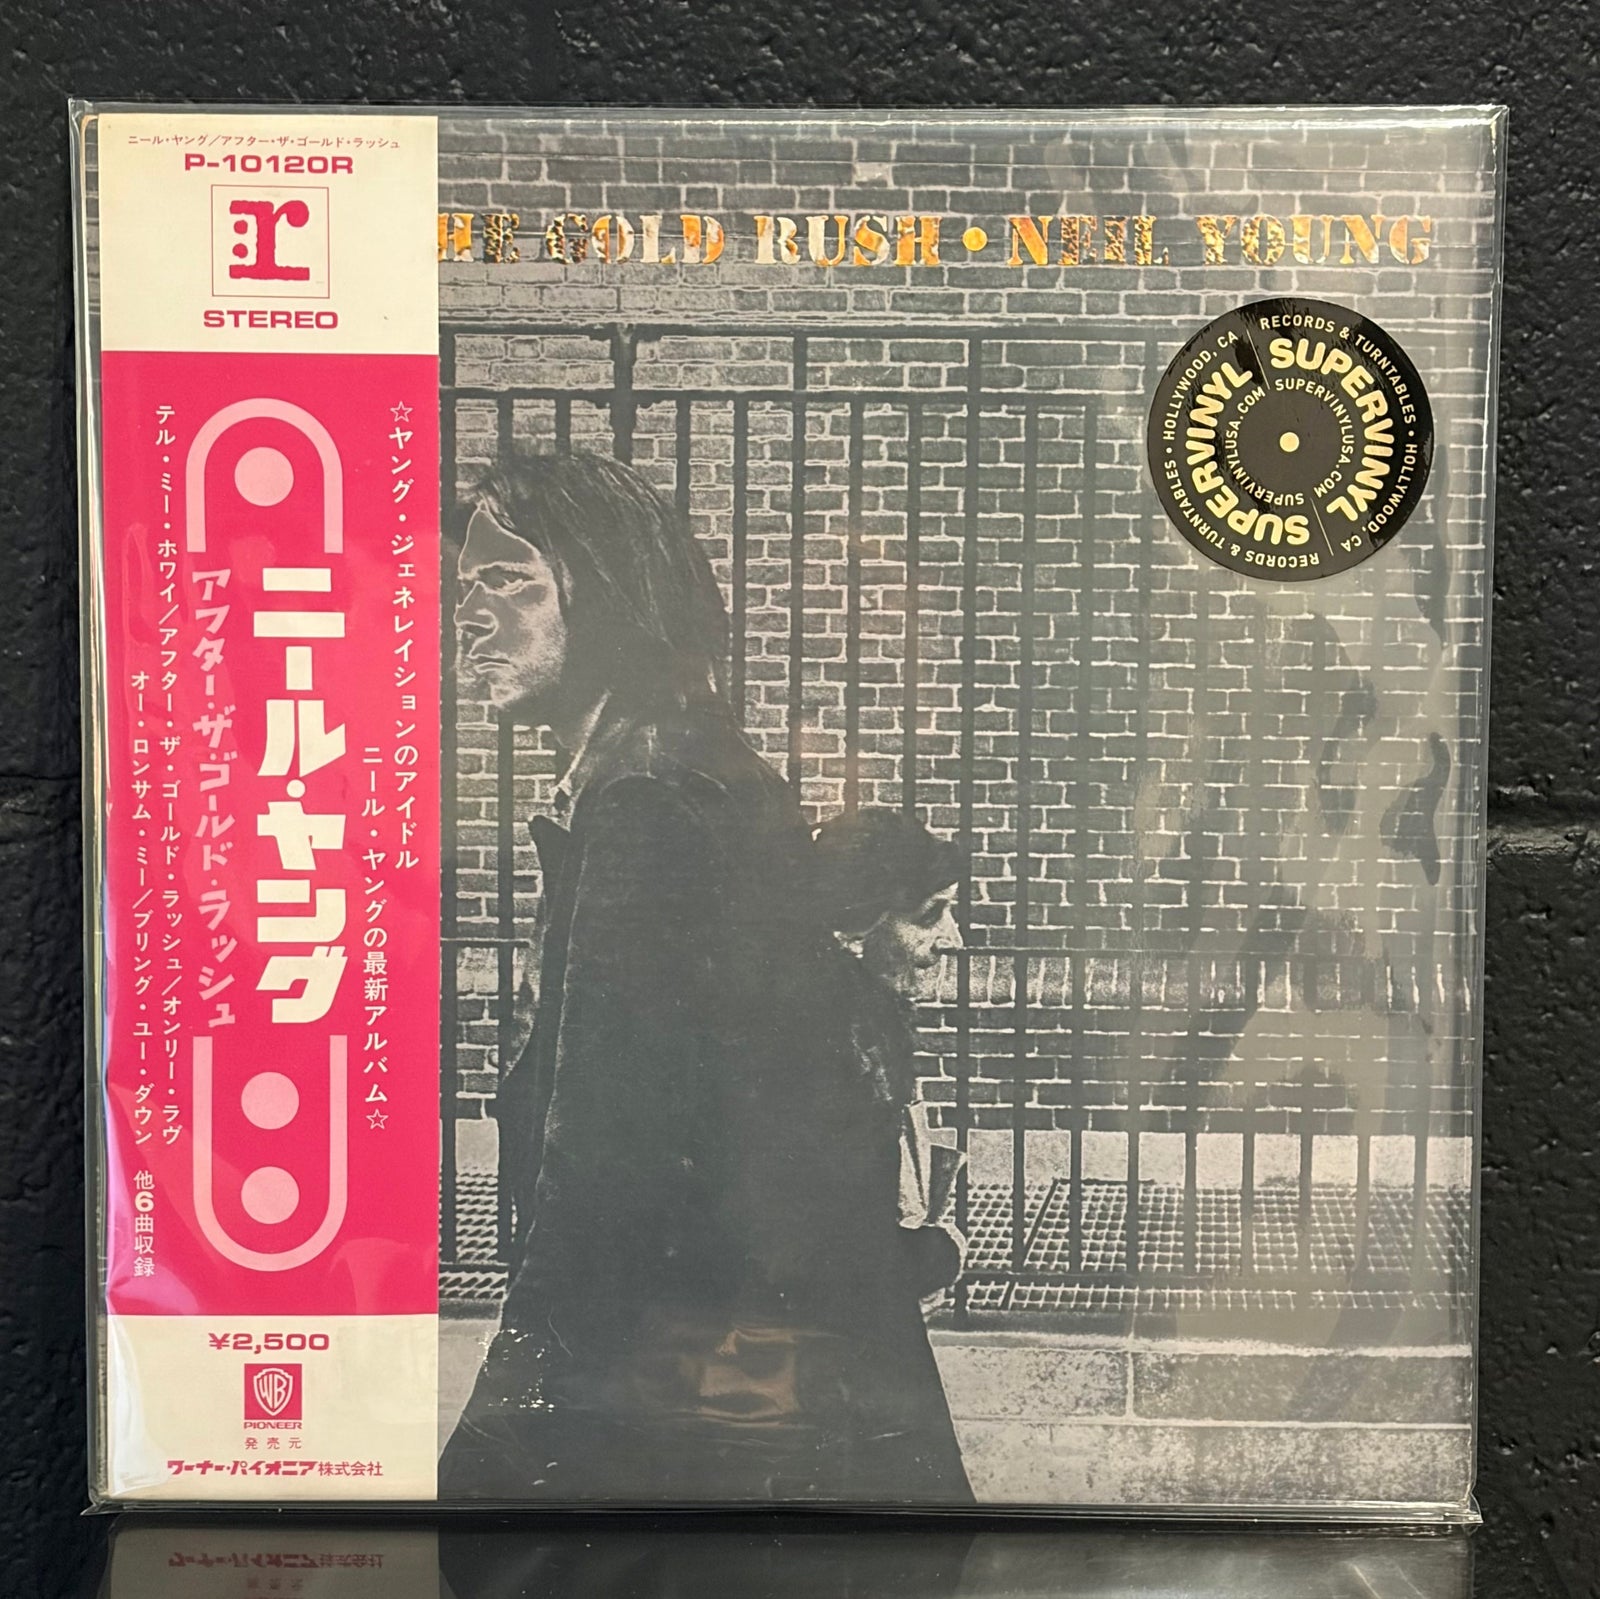 ニール・ヤング/アフター・ザ・ゴールド・ラッシュ
P-10120R
r
STEREO
☆ヤング・ジェネレイションのアイドル
ニール・ヤングの最新アルバム☆
ニール・ヤング
アフター・ザ・ゴールド・ラッシュ
テル・ミー・ホワイ/アフター・ザ・ゴールド・ラッシュ/オンリー・ラヴ
オー・ロンサム・ミー/ブリング・ユー・ダウン 他6曲収録
¥2,500
WB
PIONEER
発売元
ワーナー・パイオニア株式会社
HE GOLD RUSH • NEIL YOUNG
RECORDS & TURNTABLES • HOLLYWOOD, CA
SUPERVINYL
SUPERVINYLUSA.COM
RECORDS & TURNTABLES • HOLLYWOOD, CA
SUPERVINYL
SUPERVINYLUSA.COM